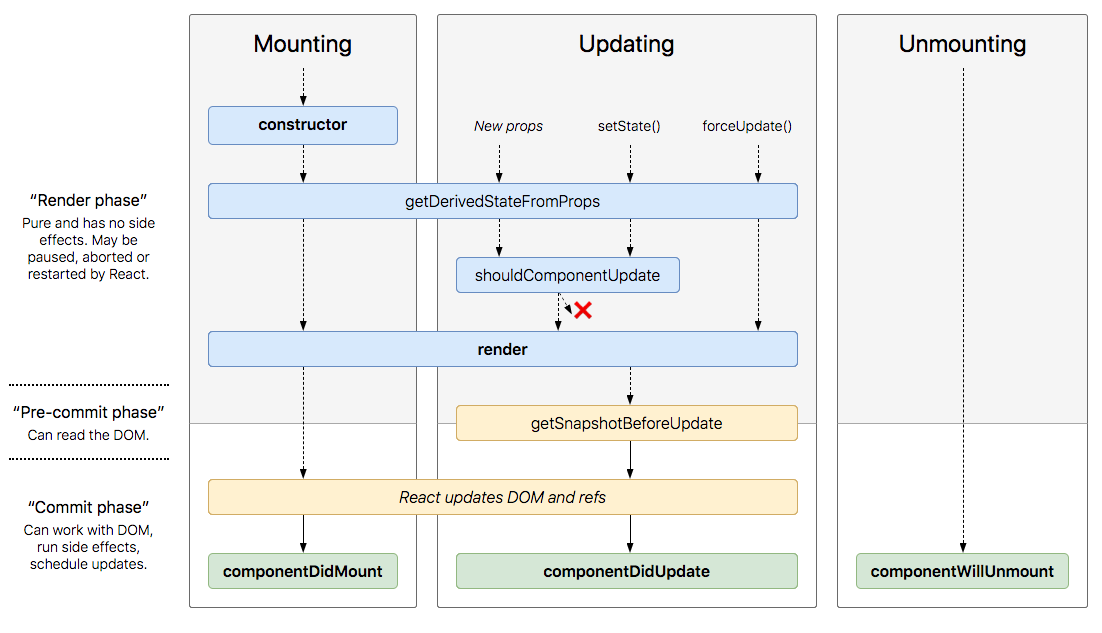 Mounting
Updating
Unmounting
constructor
New props
setState()
forceUpdate()
“Render phase”
Pure and has no side
effects. May be
paused, aborted or
restarted by React.
getDerivedStateFromProps
shouldComponentUpdate
render
“Pre-commit phase”
Can read the DOM.
getSnapshotBeforeUpdate
“Commit phase”
Can work with DOM,
run side effects,
schedule updates.
React updates DOM and refs
componentDidMount
componentDidUpdate
componentWillUnmount